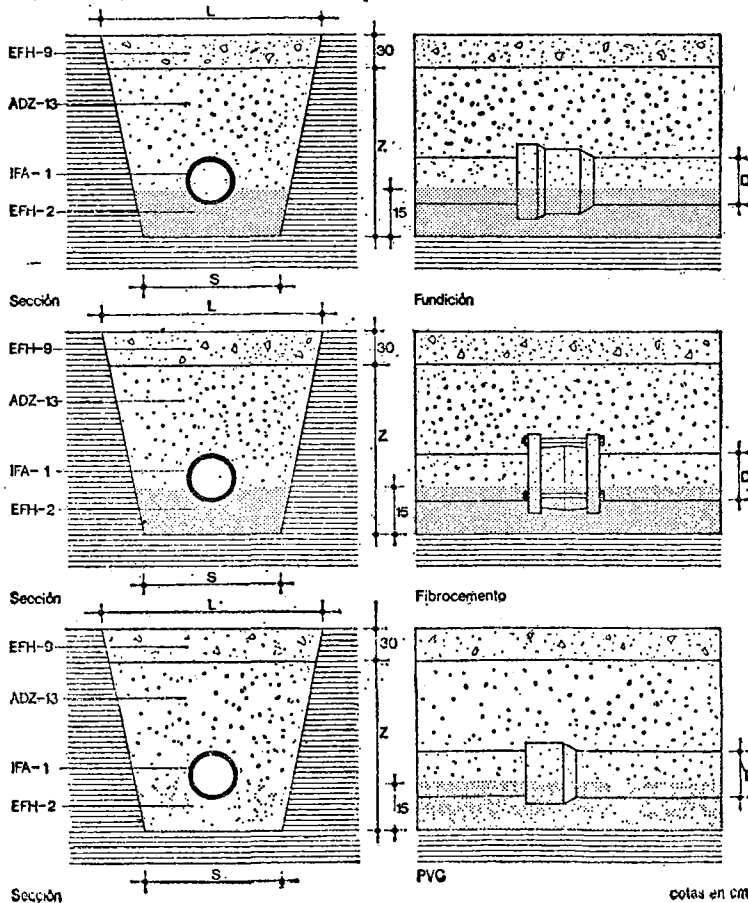 L
EFH-9
ADZ-13
IFA-1
EFH-2
30
Z
15
D
S
Sección
Fundición
L
EFH-9
ADZ-13
IFA-1
EFH-2
30
Z
15
D
S
Sección
Fibrocemento
L
EFH-9
ADZ-13
IFA-1
EFH-2
30
Z
15
S
Sección
PVC
cotas en cm